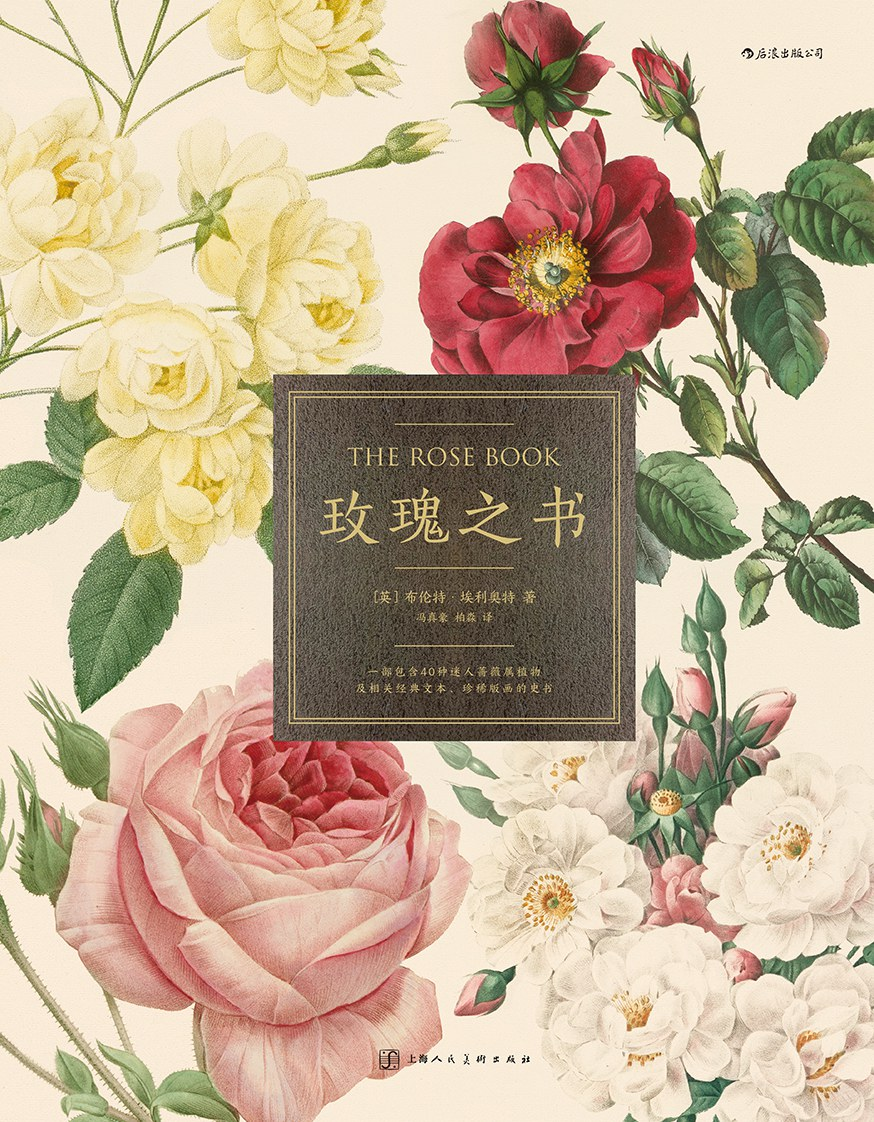 后浪出版公司
THE ROSE BOOK
玫瑰之书
[英] 布伦特·埃利奥特 著
冯真豪 柏淼 译
一部包含40种迷人蔷薇属植物
及相关经典文本、珍稀版画的史书
上海人民美术出版社